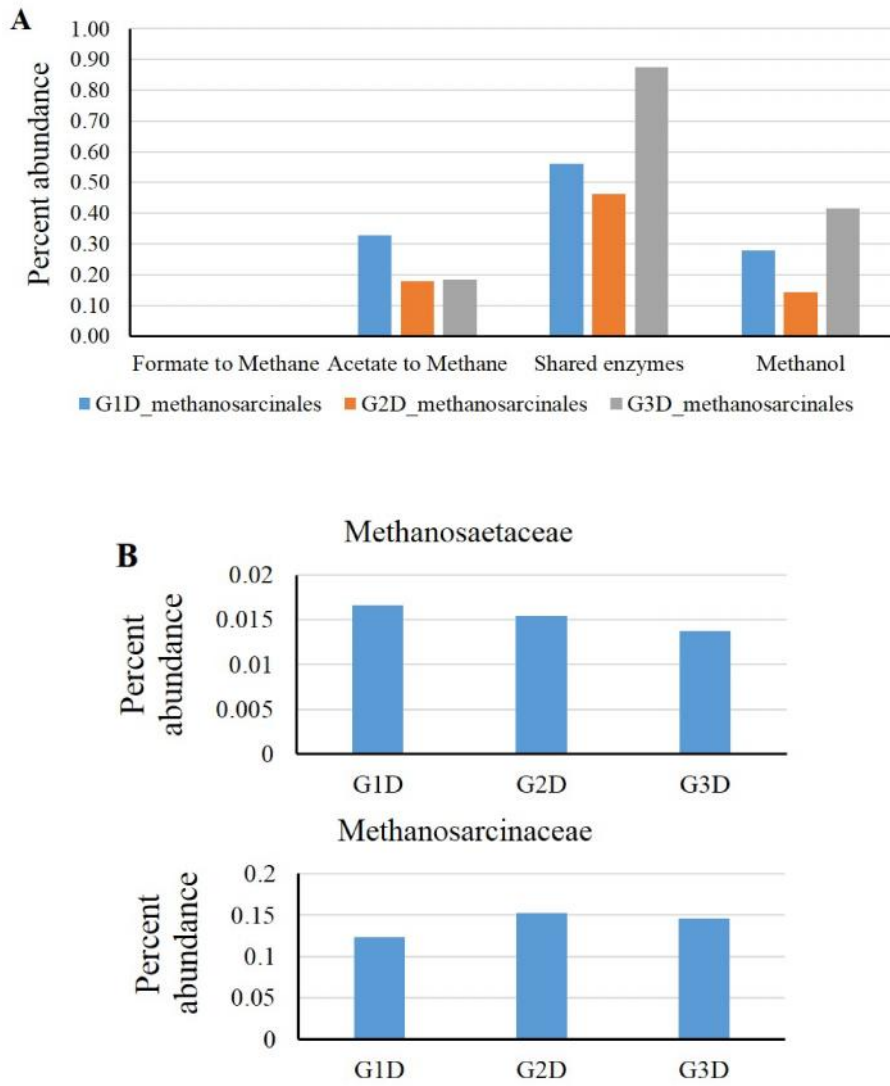 A
Percent abundance
1.00
0.90
0.80
0.70
0.60
0.50
0.40
0.30
0.20
0.10
0.00
Formate to Methane Acetate to Methane Shared enzymes Methanol
G1D_methanosarcinales G2D_methanosarcinales G3D_methanosarcinales
B
Methanosaetaceae
Percent
abundance
0.02
0.015
0.01
0.005
0
G1D G2D G3D
Methanosarcinaceae
Percent
abundance
0.2
0.15
0.1
0.05
0
G1D G2D G3D